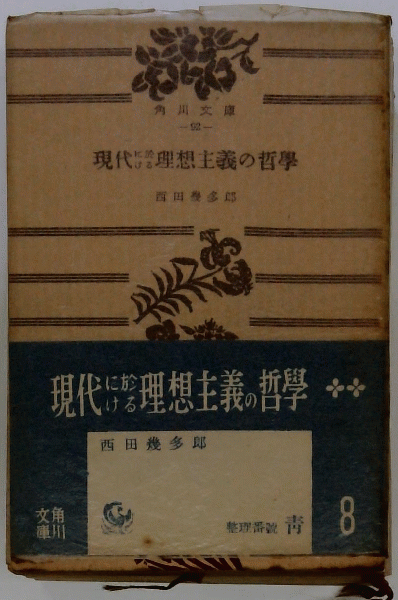 角川文庫
—92—
現代に於ける理想主義の哲學
西田幾多郎
現代に於ける理想主義の哲學
西田幾多郎
角川文庫
整理番號 靑 8